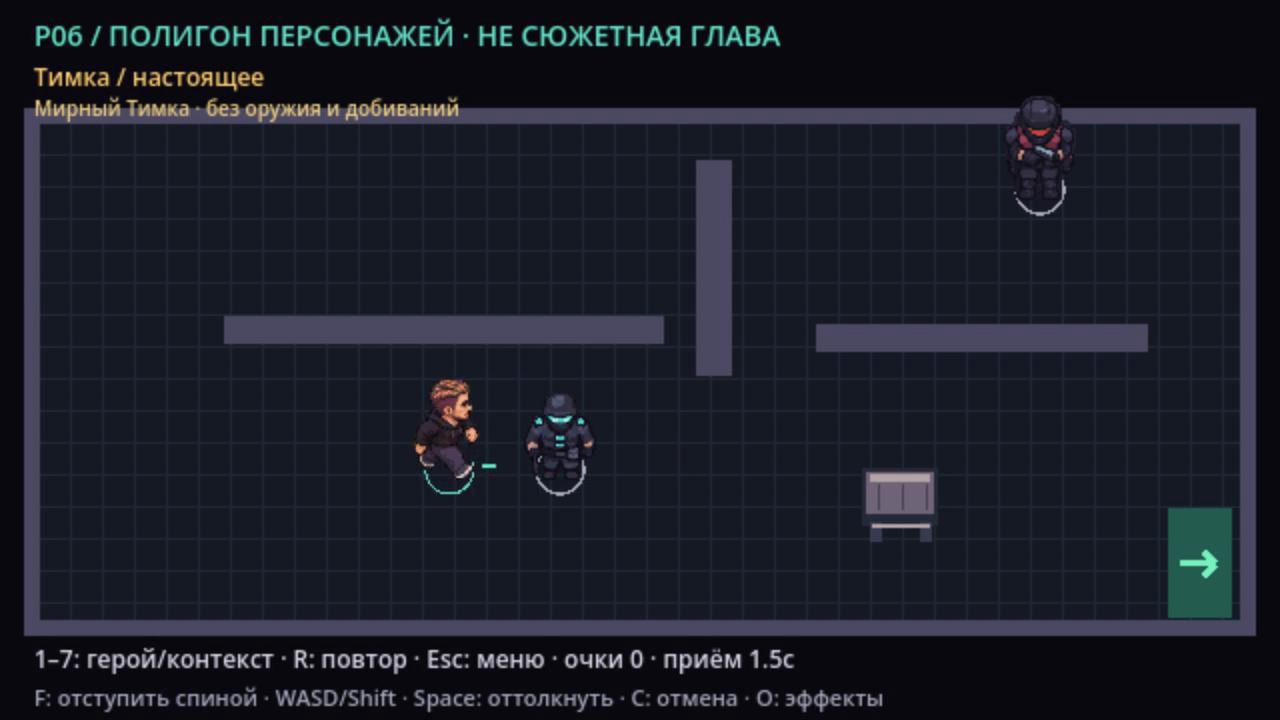 P06 / ПОЛИГОН ПЕРСОНАЖЕЙ · НЕ СЮЖЕТНАЯ ГЛАВА
Тимка / настоящее
Мирный Тимка · без оружия и добиваний
1–7: герой/контекст · R: повтор · Esc: меню · очки 0 · приём 1.5с
F: отступить спиной · WASD/Shift · Space: оттолкнуть · C: отмена · O: эффекты